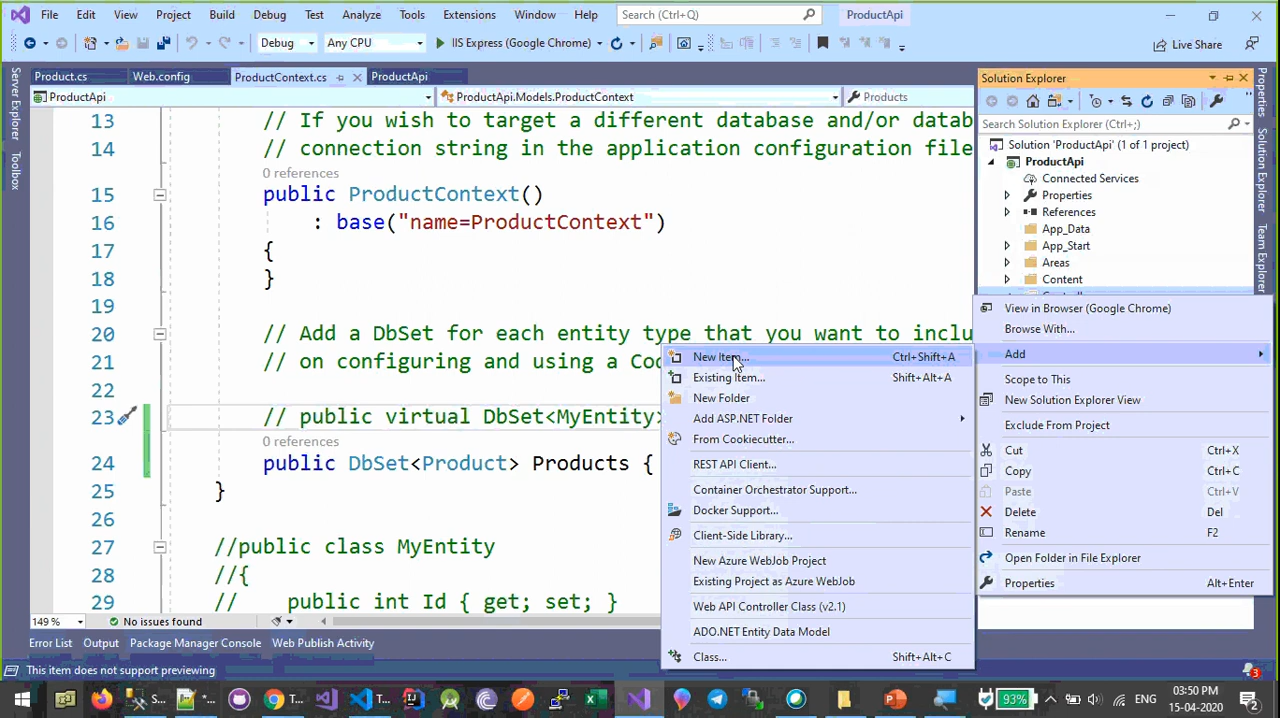 File Edit View Project Build Debug Test Analyze Tools Extensions Window Help Search (Ctrl+Q) ProductApi
Debug Any CPU IIS Express (Google Chrome) Live Share
Product.cs Web.config ProductContext.cs ProductApi
ProductApi ProductApi.Models.ProductContext Products
Server Explorer
Toolbox
13 // If you wish to target a different database and/or datab
14 // connection string in the application configuration file
0 references
15 public ProductContext()
16 : base("name=ProductContext")
17 {
18 }
19
20 // Add a DbSet for each entity type that you want to inclu
21 // on configuring and using a Co
22
23 // public virtual DbSet<MyEntity>
0 references
24 public DbSet<Product> Products {
25 }
26
27 //public class MyEntity
28 //{
29 // public int Id { get; set; }
149 % No issues found
Error List Output Package Manager Console Web Publish Activity
This item does not support previewing
Solution Explorer
Search Solution Explorer (Ctrl+;)
Solution 'ProductApi' (1 of 1 project)
ProductApi
Connected Services
Properties
References
App_Data
App_Start
Areas
Content
Properties
Solution Explorer
Team Explorer
View in Browser (Google Chrome)
Browse With...
Add
Scope to This
New Solution Explorer View
Exclude From Project
Cut Ctrl+X
Copy Ctrl+C
Paste Ctrl+V
Delete Del
Rename F2
Open Folder in File Explorer
Properties Alt+Enter
New Item... Ctrl+Shift+A
Existing Item... Shift+Alt+A
New Folder
Add ASP.NET Folder
From Cookiecutter...
REST API Client...
Container Orchestrator Support...
Docker Support...
Client-Side Library...
New Azure WebJob Project
Existing Project as Azure WebJob
Web API Controller Class (v2.1)
ADO.NET Entity Data Model
Class... Shift+Alt+C
S... "... T... T... 93% ENG 03:50 PM
15-04-2020
3
2